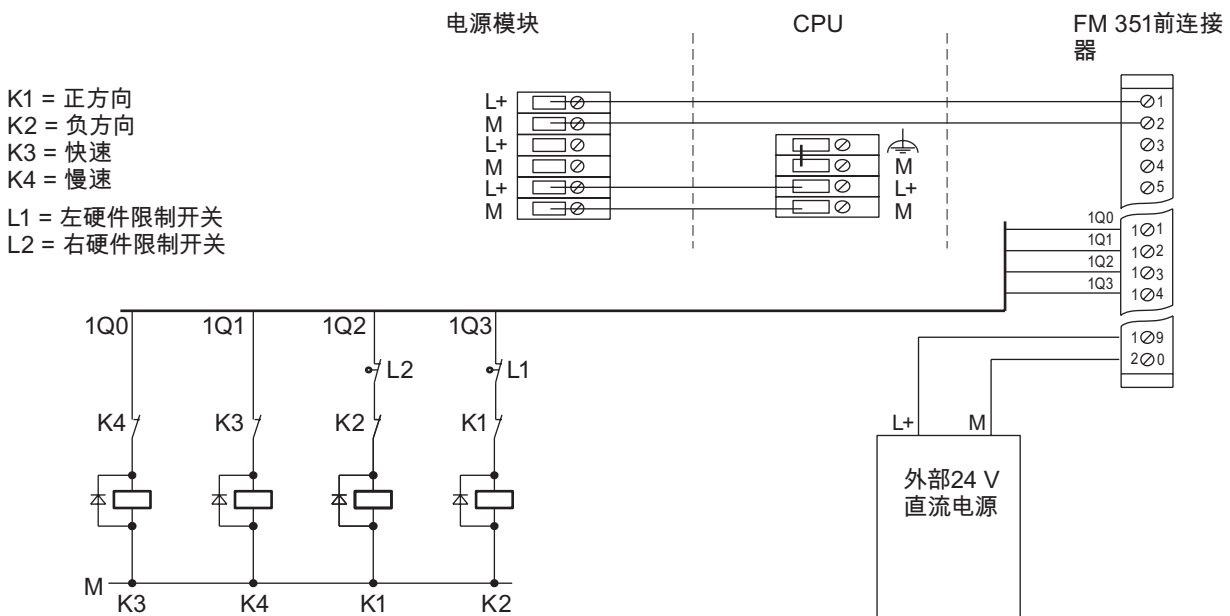 电源模块
CPU
FM 351前连接
器
K1 = 正方向
K2 = 负方向
K3 = 快速
K4 = 慢速
L1 = 左硬件限制开关
L2 = 右硬件限制开关
L+
M
L+
M
L+
M
M
L+
M
1
2
3
4
5
1Q0
1Q1
1Q2
1Q3
1 1
1 2
1 3
1 4
1 9
2 0
1Q0 1Q1 1Q2 1Q3
L2 L1
K4 K3 K2 K1
L+ M
外部24 V
直流电源
M
K3 K4 K1 K2